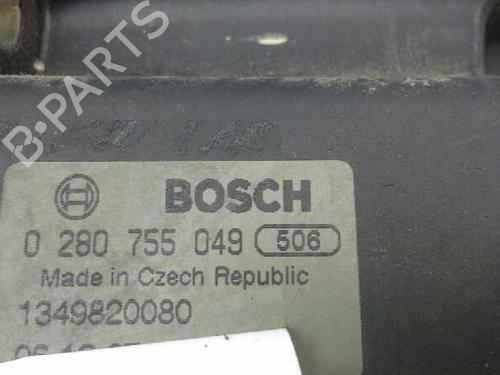 B-PARTS
BOSCH
0 280 755 049 506
Made in Czech Republic
1349820080